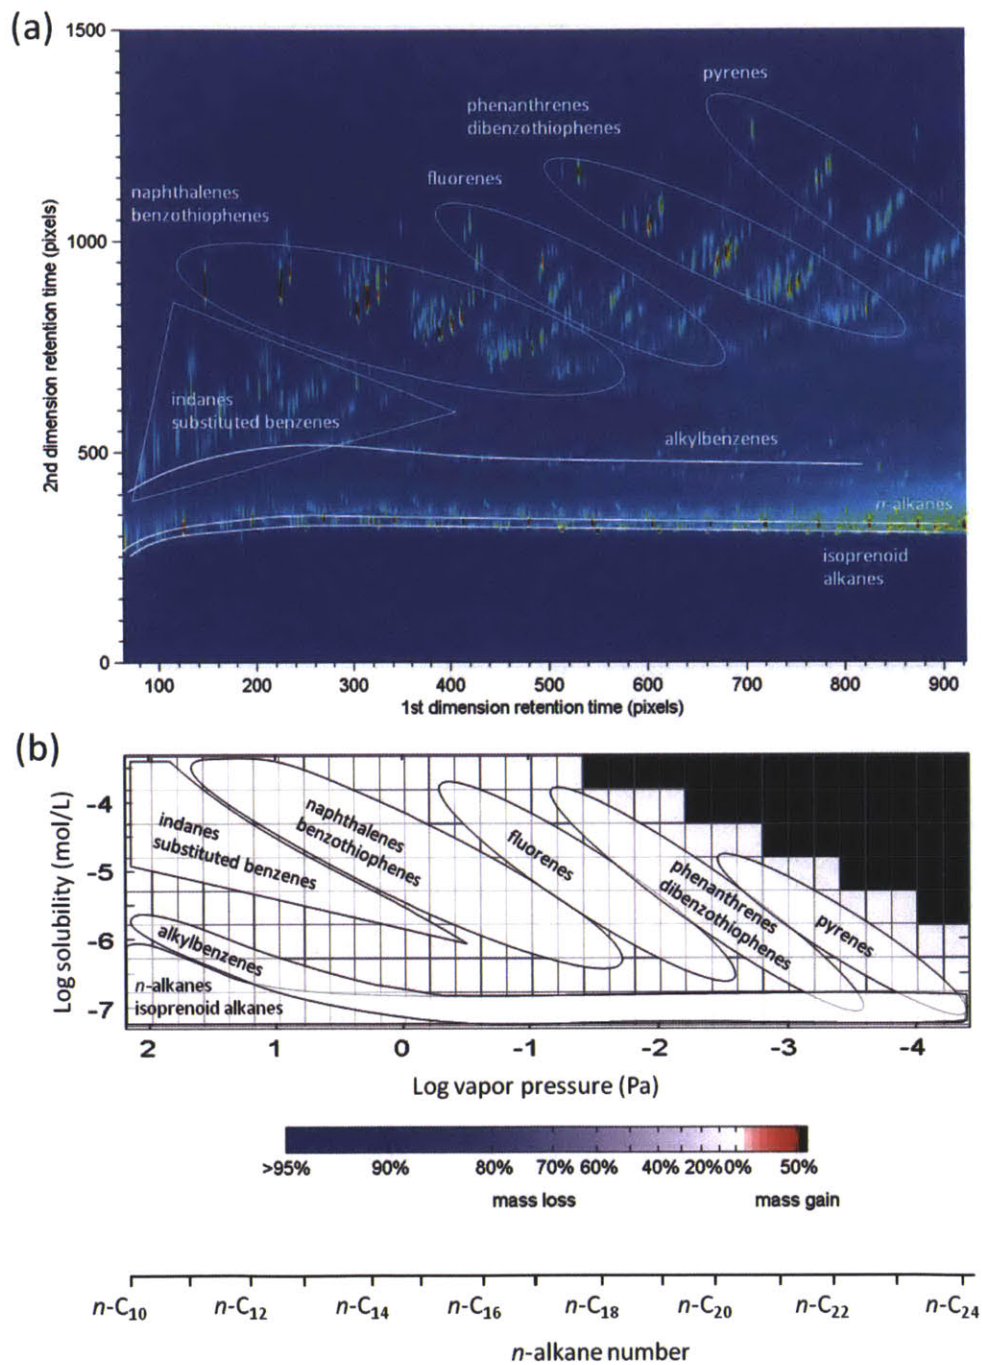 (a)
1500
1000
500
0
2nd dimension retention time (pixels)
pyrenes
phenanthrenes
dibenzothiophenes
fluorenes
naphthalenes
benzothiophenes
indanes
substituted benzenes
alkylbenzenes
n-alkanes
isoprenoid
alkanes
100 200 300 400 500 600 700 800 900
1st dimension retention time (pixels)
(b)
-4
-5
-6
-7
Log solubility (mol/L)
indanes
substituted benzenes
naphthalenes
benzothiophenes
fluorenes
phenanthrenes
dibenzothiophenes
pyrenes
alkylbenzenes
n-alkanes
isoprenoid alkanes
2 1 0 -1 -2 -3 -4
Log vapor pressure (Pa)
>95% 90% 80% 70% 60% 40% 20% 0% 50%
mass loss mass gain
n-C10 n-C12 n-C14 n-C16 n-C18 n-C20 n-C22 n-C24
n-alkane number